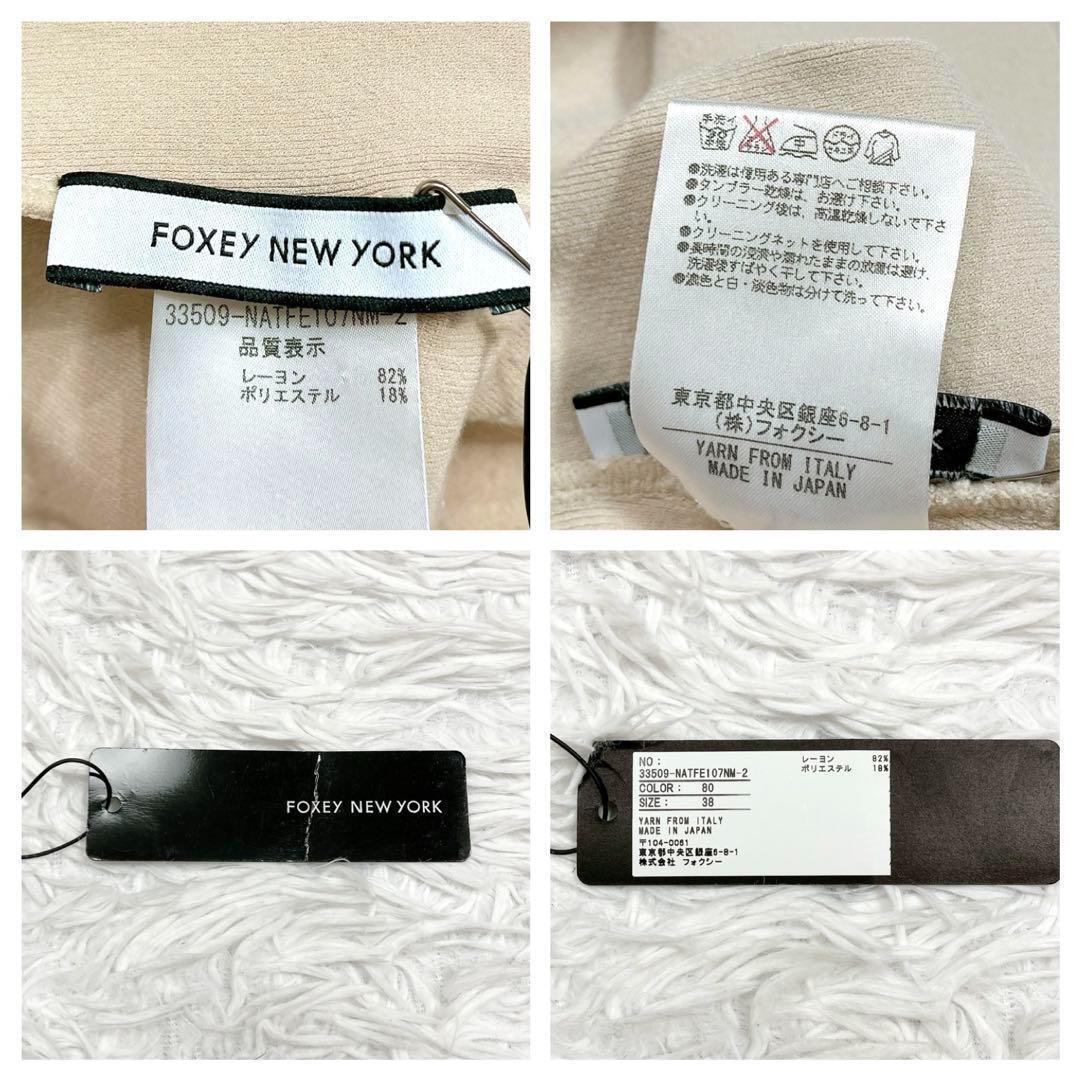 FOXEY NEW YORK
33509-NATFE107NM-2
品質表示
レーヨン 82%
ポリエステル 18%
手洗イ
30
中性
中
●洗濯は信用ある専門店へご相談下さい。
●タンブラー乾燥は、お避け下さい。
●クリーニング後は、高温乾燥しないで下さ
い。
●クリーニングネットを使用して下さい。
●長時間の浸漬や濡れたままの放置は避け、
洗濯後すばやく干して下さい。
●濃色と白・淡色物は分けて洗って下さい。
東京都中央区銀座6-8-1
(株)フォクシー
YARN FROM ITALY
MADE IN JAPAN
K
FOXEY NEW YORK
NO:
33509-NATFE107NM-2
COLOR: 80
SIZE: 38
レーヨン 82%
ポリエステル 18%
YARN FROM ITALY
MADE IN JAPAN
〒104-0061
東京都中央区銀座6-8-1
株式会社 フォクシー